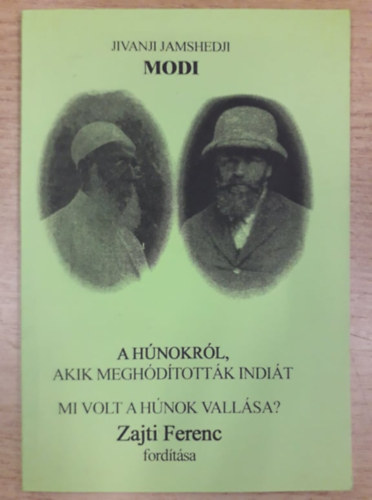 JIVANJI JAMSHEDJI
MODI
A HÚNOKRÓL,
AKIK MEGHÓDÍTOTTÁK INDIÁT
MI VOLT A HÚNOK VALLÁSA?
Zajti Ferenc
fordítása